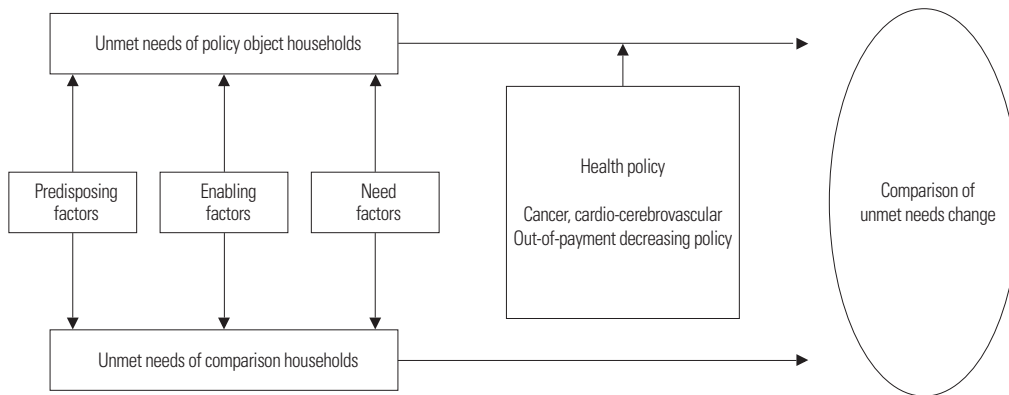 Unmet needs of policy object households
Predisposing
factors
Enabling
factors
Need
factors
Health policy
Cancer, cardio-cerebrovascular
Out-of-payment decreasing policy
Comparison of
unmet needs change
Unmet needs of comparison households